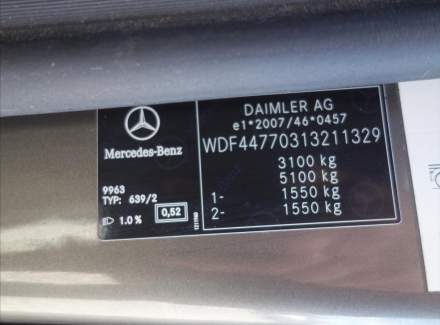 DAIMLER AG
e1*2007/46*0457
WDF44770313211329
3100 kg
5100 kg
1- 1550 kg
2- 1550 kg
Mercedes-Benz
9963
TYP: 639/2
1.0 % 0,52